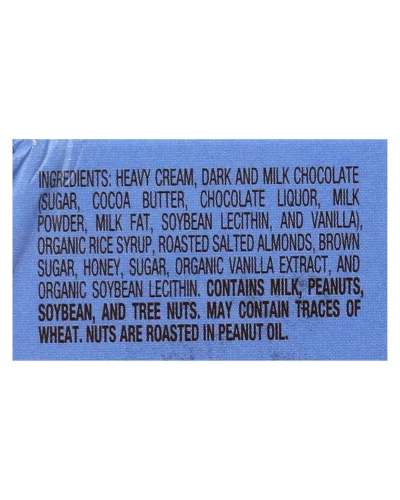 INGREDIENTS: HEAVY CREAM, DARK AND MILK CHOCOLATE
(SUGAR, COCOA BUTTER, CHOCOLATE LIQUOR, MILK
POWDER, MILK FAT, SOYBEAN LECITHIN, AND VANILLA),
ORGANIC RICE SYRUP, ROASTED SALTED ALMONDS, BROWN
SUGAR, HONEY, SUGAR, ORGANIC VANILLA EXTRACT, AND
ORGANIC SOYBEAN LECITHIN. CONTAINS MILK, PEANUTS,
SOYBEAN, AND TREE NUTS. MAY CONTAIN TRACES OF
WHEAT. NUTS ARE ROASTED IN PEANUT OIL.